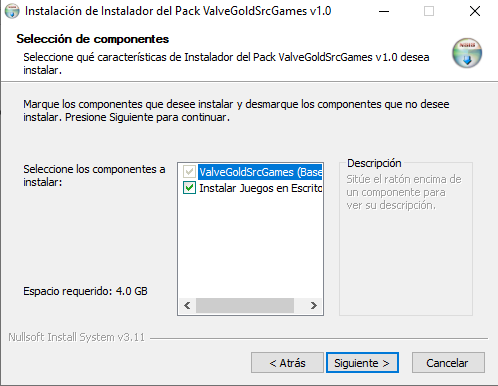 Instalación de Instalador del Pack ValveGoldSrcGames v1.0
Selección de componentes
Seleccione qué características de Instalador del Pack ValveGoldSrcGames v1.0 desea
instalar.
Marque los componentes que desee instalar y desmarque los componentes que no desee
instalar. Presione Siguiente para continuar.
Seleccione los componentes a
instalar:
ValveGoldSrcGames (Base
Instalar Juegos en Escrito
Descripción
Sitúe el ratón encima de
un componente para
ver su descripción.
Espacio requerido: 4.0 GB
Nullsoft Install System v3.11
< Atrás
Siguiente >
Cancelar